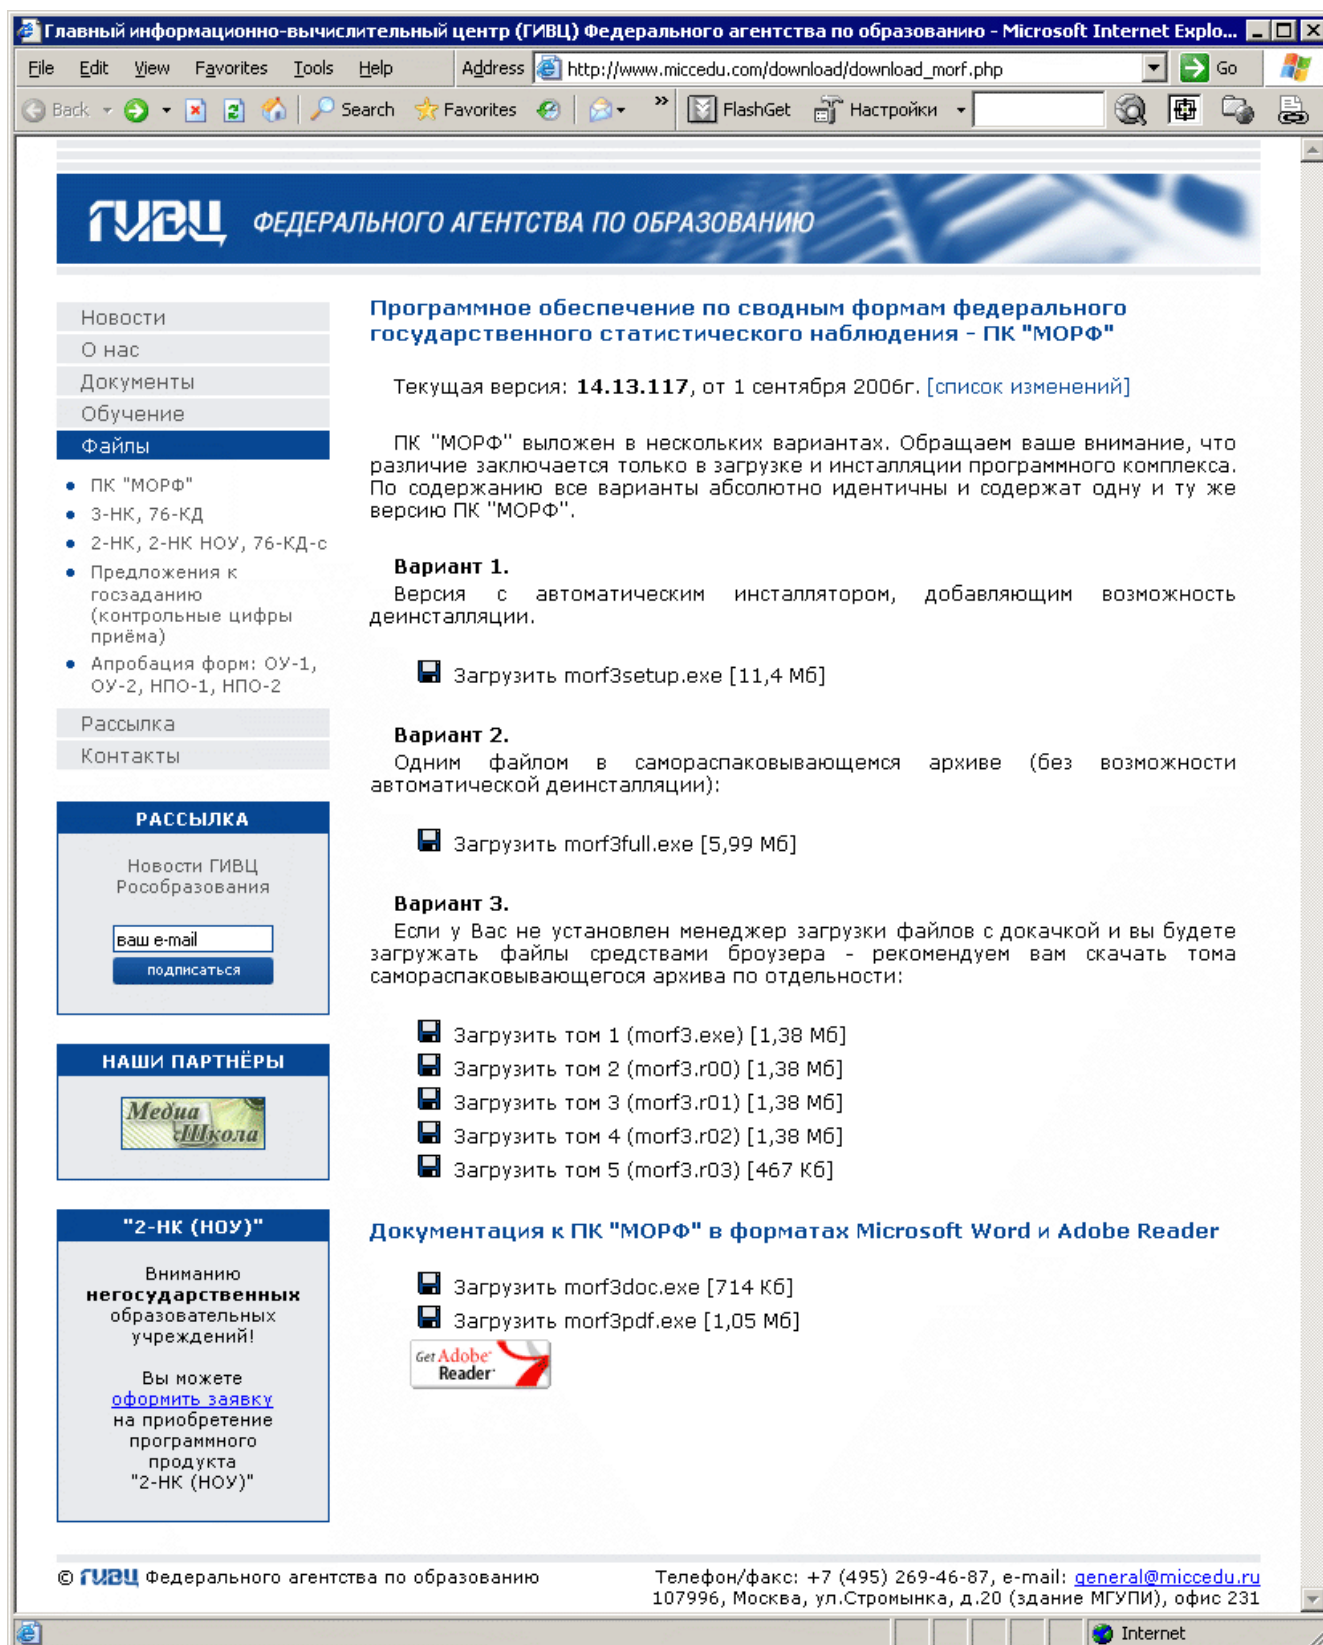 Главный информационно-вычислительный центр (ГИВЦ) Федерального агентства по образованию - Microsoft Internet Explo...
File Edit View Favorites Tools Help Address http://www.miccedu.com/download/download_morf.php Go
Back Search Favorites » FlashGet Настройки
ГИВЦ ФЕДЕРАЛЬНОГО АГЕНТСТВА ПО ОБРАЗОВАНИЮ
Новости
О нас
Документы
Обучение
Файлы
ПК "МОРФ"
3-НК, 76-КД
2-НК, 2-НК НОУ, 76-КД-с
Предложения к
госзаданию
(контрольные цифры
приёма)
Апробация форм: ОУ-1,
ОУ-2, НПО-1, НПО-2
Рассылка
Контакты
РАССЫЛКА
Новости ГИВЦ
Рособразования
ваш e-mail
подписаться
НАШИ ПАРТНЁРЫ
Медиа
Школа
"2-НК (НОУ)"
Вниманию
негосударственных
образовательных
учреждений!
Вы можете
оформить заявку
на приобретение
программного
продукта
"2-НК (НОУ)"
Программное обеспечение по сводным формам федерального
государственного статистического наблюдения - ПК "МОРФ"
Текущая версия: 14.13.117, от 1 сентября 2006г. [список изменений]
ПК "МОРФ" выложен в нескольких вариантах. Обращаем ваше внимание, что
различие заключается только в загрузке и инсталляции программного комплекса.
По содержанию все варианты абсолютно идентичны и содержат одну и ту же
версию ПК "МОРФ".
Вариант 1.
Версия с автоматическим инсталлятором, добавляющим возможность
деинсталляции.
Загрузить morf3setup.exe [11,4 Мб]
Вариант 2.
Одним файлом в самораспаковывающемся архиве (без возможности
автоматической деинсталляции):
Загрузить morf3full.exe [5,99 Мб]
Вариант 3.
Если у Вас не установлен менеджер загрузки файлов с докачкой и вы будете
загружать файлы средствами броузера - рекомендуем вам скачать тома
самораспаковывающегося архива по отдельности:
Загрузить том 1 (morf3.exe) [1,38 Мб]
Загрузить том 2 (morf3.r00) [1,38 Мб]
Загрузить том 3 (morf3.r01) [1,38 Мб]
Загрузить том 4 (morf3.r02) [1,38 Мб]
Загрузить том 5 (morf3.r03) [467 Кб]
Документация к ПК "МОРФ" в форматах Microsoft Word и Adobe Reader
Загрузить morf3doc.exe [714 Кб]
Загрузить morf3pdf.exe [1,05 Мб]
Get Adobe
Reader
© ГИВЦ Федерального агентства по образованию
Телефон/факс: +7 (495) 269-46-87, e-mail: general@miccedu.ru
107996, Москва, ул.Стромынка, д.20 (здание МГУПИ), офис 231
Internet